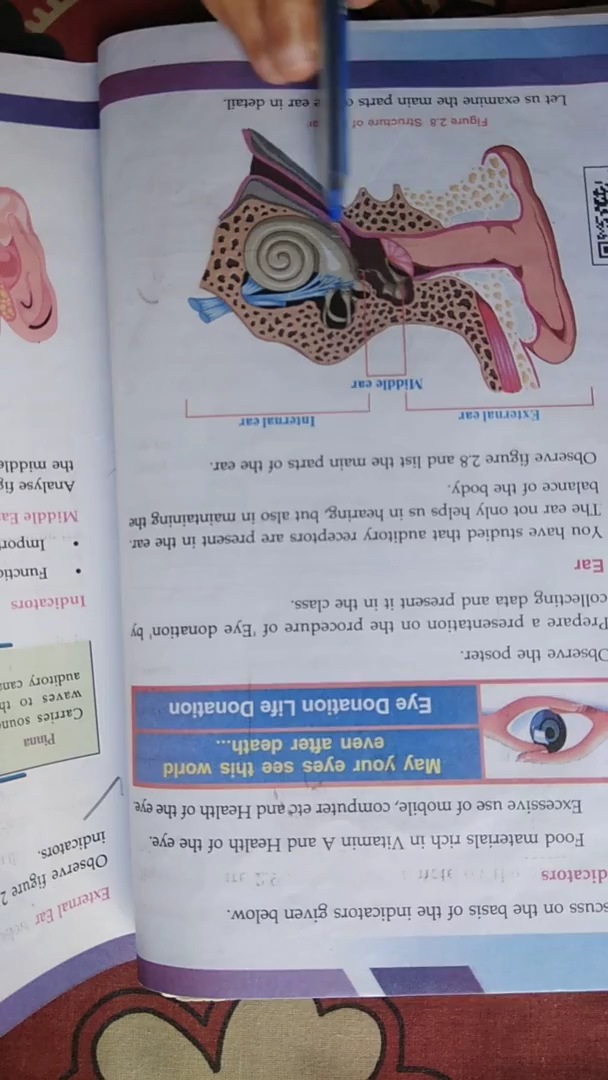 scuss on the basis of the indicators given below.
dicators
Food materials rich in Vitamin A and Health of the eye.
Excessive use of mobile, computer etc and Health of the eye
May your eyes see this world
even after death...
Eye Donation Life Donation
Observe the poster.
Prepare a presentation on the procedure of 'Eye donation' by
collecting data and present it in the class.
Ear
You have studied that auditory receptors are present in the ear.
The ear not only helps us in hearing, but also in maintaining the
balance of the body.
Observe figure 2.8 and list the main parts of the ear.
External ear
Internal ear
Middle ear
Figure 2.8 Structure of
Let us examine the main parts ear in detail.
External Ear
Observe figure 2
indicators.
Pinna
Carries soun
waves to th
auditory cana
Indicators
• Functio
• Impor
Middle Ea
Analyse fig
the middle